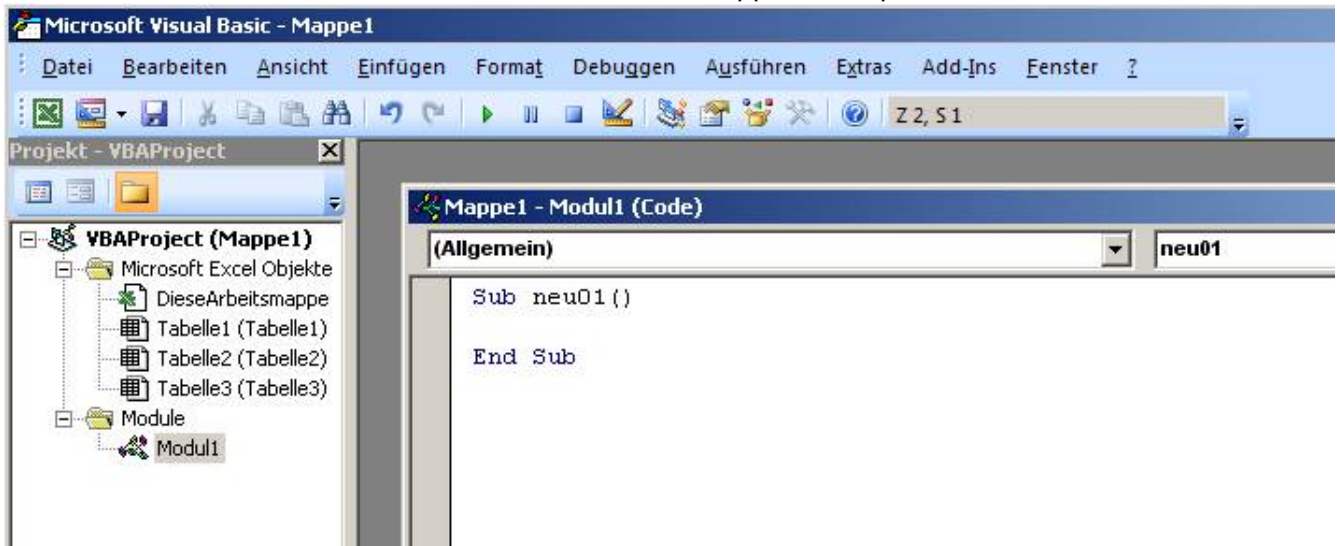 Microsoft Visual Basic - Mappe1
Datei Bearbeiten Ansicht Einfügen Format Debuggen Ausführen Extras Add-Ins Fenster ?
Z 2, S 1
Projekt - VBAProject
VBAProject (Mappe1)
Microsoft Excel Objekte
DieseArbeitsmappe
Tabelle1 (Tabelle1)
Tabelle2 (Tabelle2)
Tabelle3 (Tabelle3)
Module
Modul1
Mappe1 - Modul1 (Code)
(Allgemein) neu01
Sub neu01()
End Sub